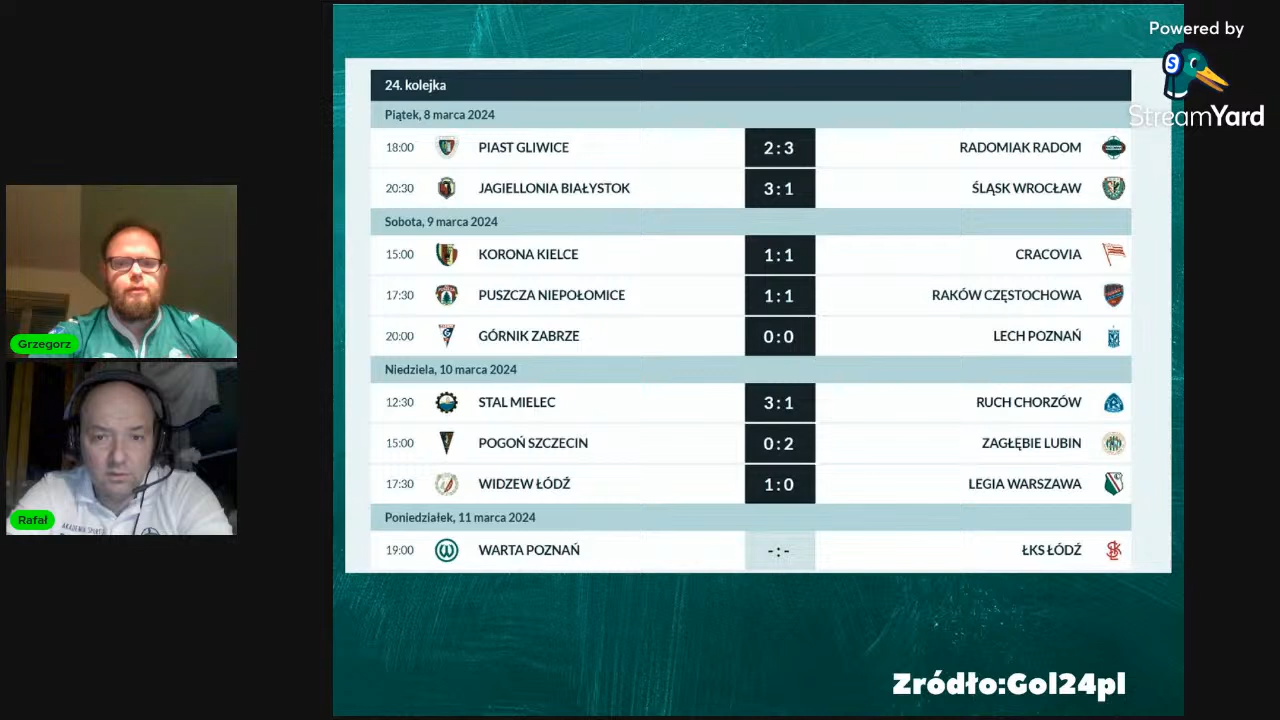 Powered by
StreamYard
24. kolejka
Piątek, 8 marca 2024
18:00 PIAST GLIWICE 2:3 RADOMIAK RADOM
20:30 JAGIELLONIA BIAŁYSTOK 3:1 ŚLĄSK WROCŁAW
Sobota, 9 marca 2024
15:00 KORONA KIELCE 1:1 CRACOVIA
17:30 PUSZCZA NIEPOŁOMICE 1:1 RAKÓW CZĘSTOCHOWA
20:00 GÓRNIK ZABRZE 0:0 LECH POZNAŃ
Niedziela, 10 marca 2024
12:30 STAL MIELEC 3:1 RUCH CHORZÓW
15:00 POGOŃ SZCZECIN 0:2 ZAGŁĘBIE LUBIN
17:30 WIDZEW ŁÓDŹ 1:0 LEGIA WARSZAWA
Poniedziałek, 11 marca 2024
19:00 WARTA POZNAŃ -:- ŁKS ŁÓDŹ
Grzegorz
Rafał
Zródło:Gol24pl